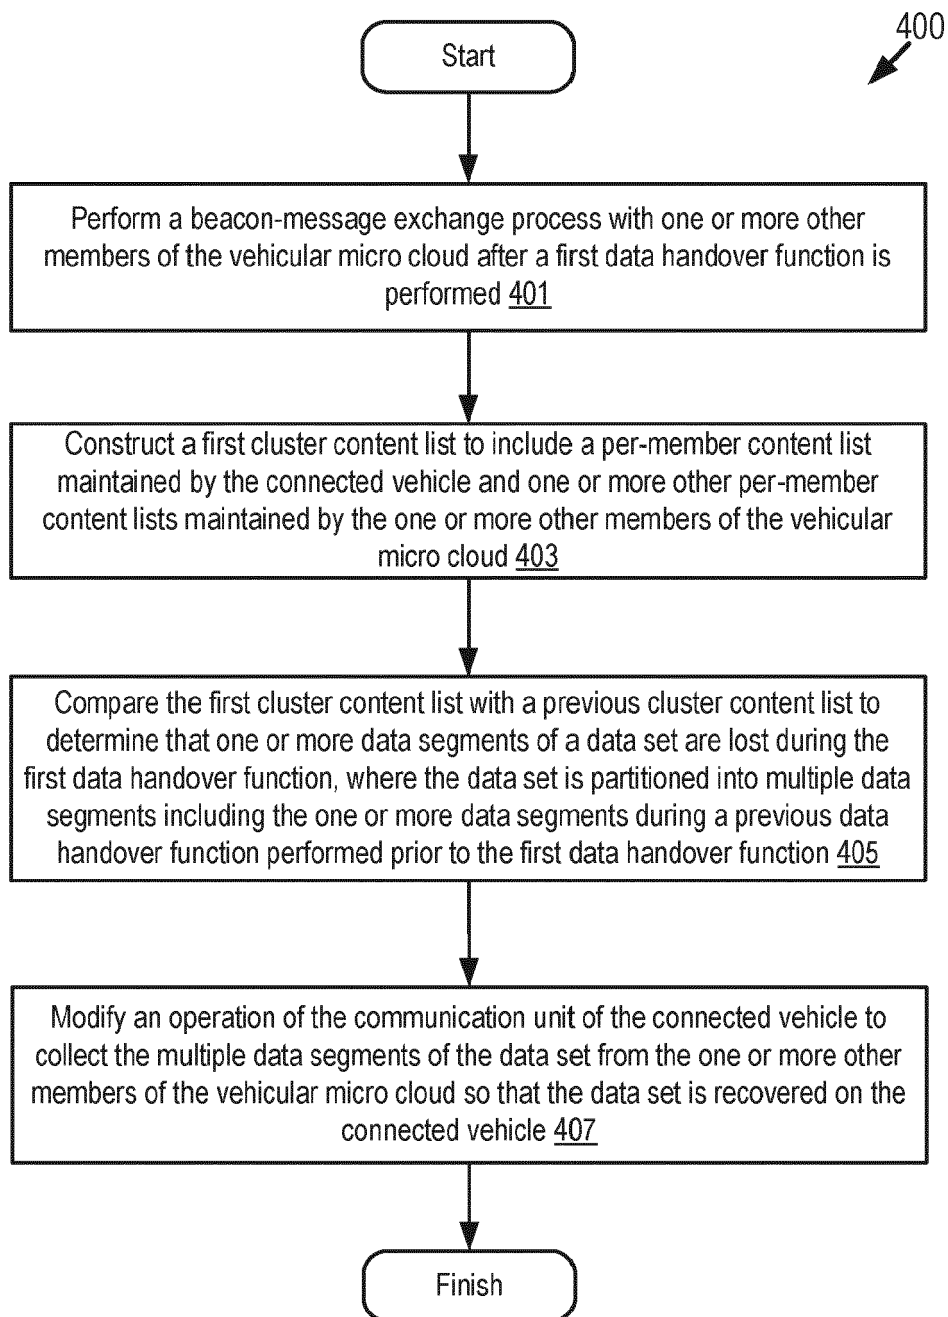 400
Start
Perform a beacon-message exchange process with one or more other
members of the vehicular micro cloud after a first data handover function is
performed 401
Construct a first cluster content list to include a per-member content list
maintained by the connected vehicle and one or more other per-member
content lists maintained by the one or more other members of the vehicular
micro cloud 403
Compare the first cluster content list with a previous cluster content list to
determine that one or more data segments of a data set are lost during the
first data handover function, where the data set is partitioned into multiple data
segments including the one or more data segments during a previous data
handover function performed prior to the first data handover function 405
Modify an operation of the communication unit of the connected vehicle to
collect the multiple data segments of the data set from the one or more other
members of the vehicular micro cloud so that the data set is recovered on the
connected vehicle 407
Finish